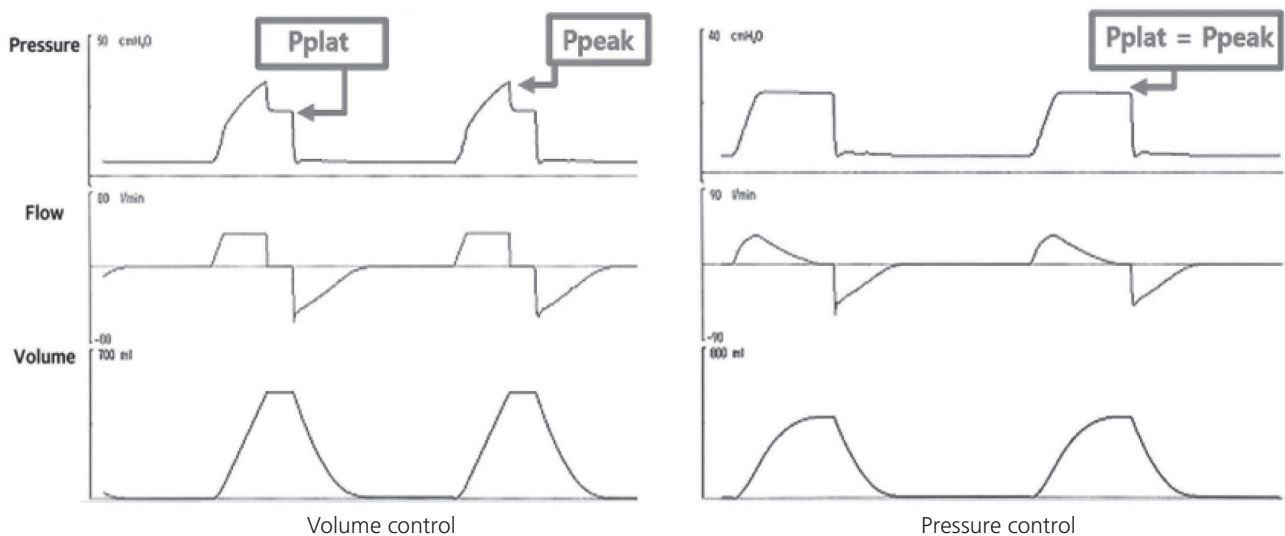 Pressure
50 cmH₂O
Pplat
Ppeak
Flow
80 l/min
Volume
700 ml
Volume control
40 cmH₂O
Pplat = Ppeak
90 l/min
-90
800 ml
Pressure control